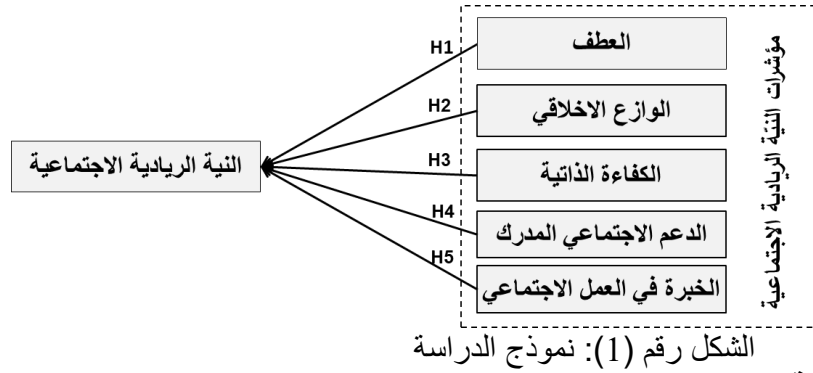 مؤشرات النيّة الريادية الاجتماعية
العطف
H1
الوازع الاخلاقي
H2
الكفاءة الذاتية
H3
النية الريادية الاجتماعية
الدعم الاجتماعي المدرك
H4
الخبرة في العمل الاجتماعي
H5
الشكل رقم (1): نموذج الدراسة